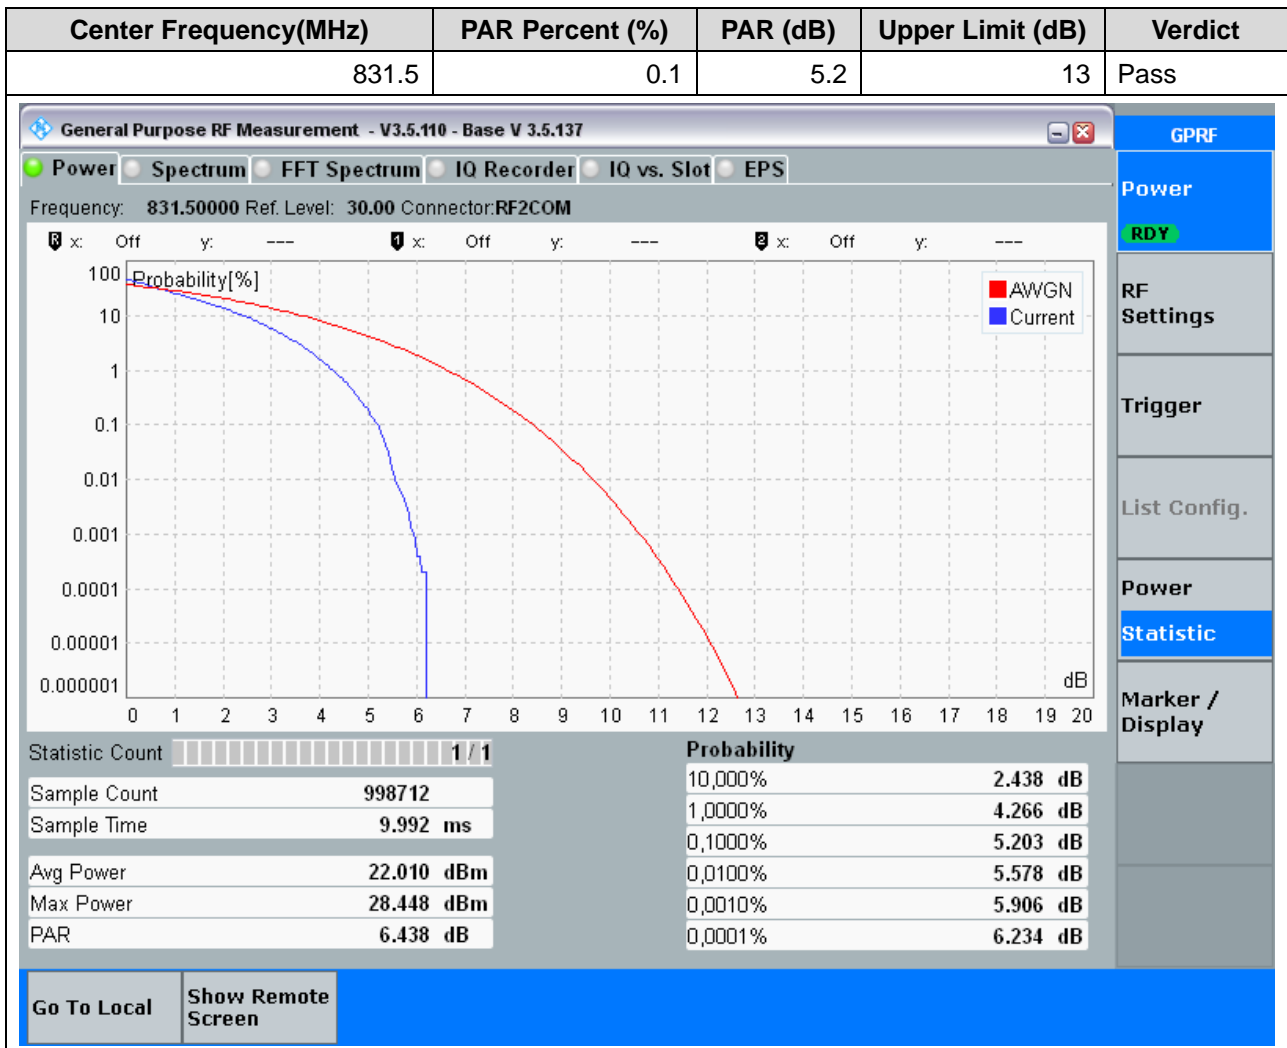 Center Frequency(MHz) PAR Percent (%) PAR (dB) Upper Limit (dB) Verdict
831.5 0.1 5.2 13 Pass
General Purpose RF Measurement - V3.5.110 - Base V 3.5.137
GPRF
Power Spectrum FFT Spectrum IQ Recorder IQ vs. Slot EPS
Frequency: 831.50000 Ref. Level: 30.00 Connector:RF2COM
R x: Off y: --- 1 x: Off y: --- 2 x: Off y: ---
Probability[%]
AWGN
Current
100
10
1
0.1
0.01
0.001
0.0001
0.00001
0.000001
dB
0 1 2 3 4 5 6 7 8 9 10 11 12 13 14 15 16 17 18 19 20
Statistic Count 1 / 1
Sample Count 998712
Sample Time 9.992 ms
Avg Power 22.010 dBm
Max Power 28.448 dBm
PAR 6.438 dB
Probability
10,000% 2.438 dB
1,0000% 4.266 dB
0,1000% 5.203 dB
0,0100% 5.578 dB
0,0010% 5.906 dB
0,0001% 6.234 dB
Power
RDY
RF
Settings
Trigger
List Config.
Power
Statistic
Marker /
Display
Go To Local
Show Remote
Screen